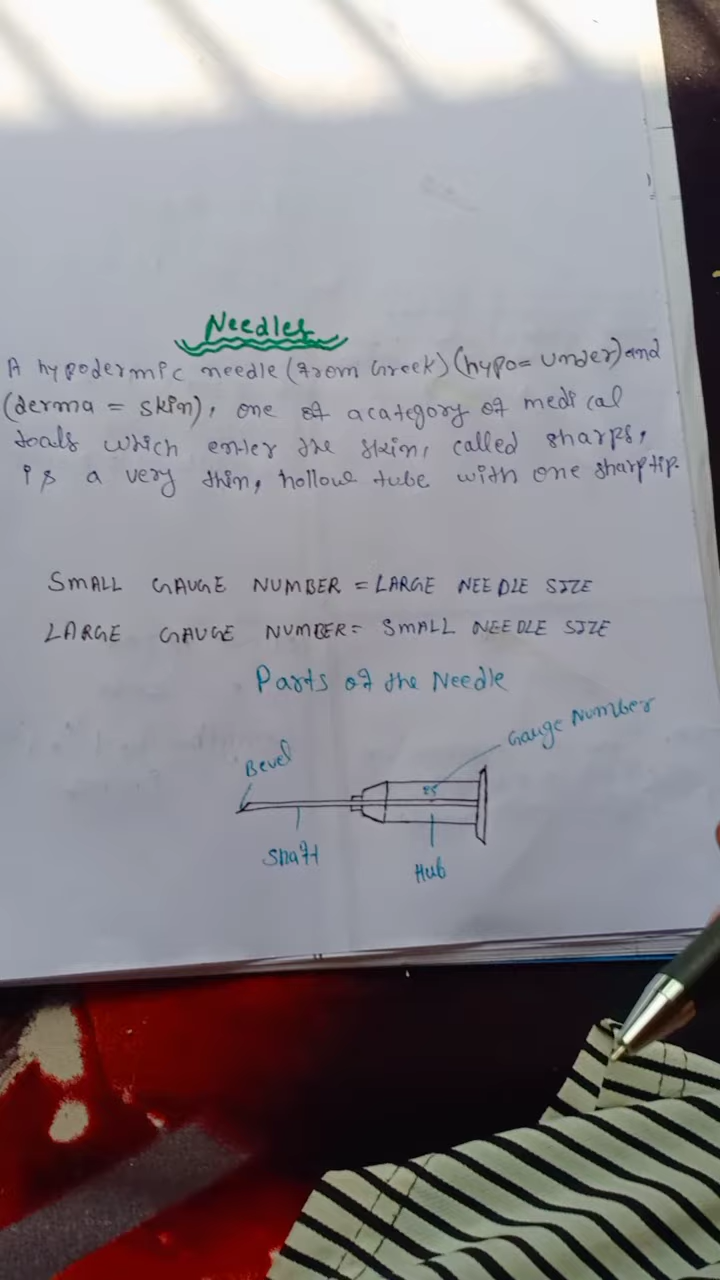 Needles
A hypodermic needle (from Greek) (hypo= under) and
(derma = skin), one of a category of medical
toals which enter the skin, called sharps,
is a very thin, hollow tube with one sharp tip.
SMALL GAUGE NUMBER = LARGE NEEDLE SIZE
LARGE GAUGE NUMBER = SMALL NEEDLE SIZE
Parts of the Needle
Gauge Number
Bevel
Shaft
Hub